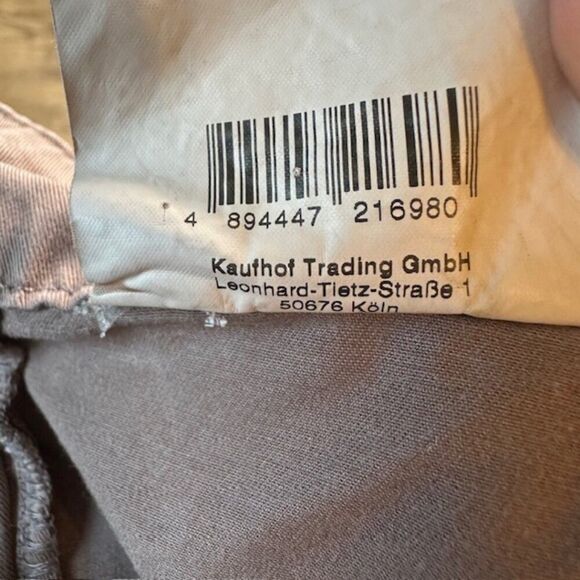 4 894447 216980
Kaufhof Trading GmbH
Leonhard-Tietz-Straße 1
50676 Köln